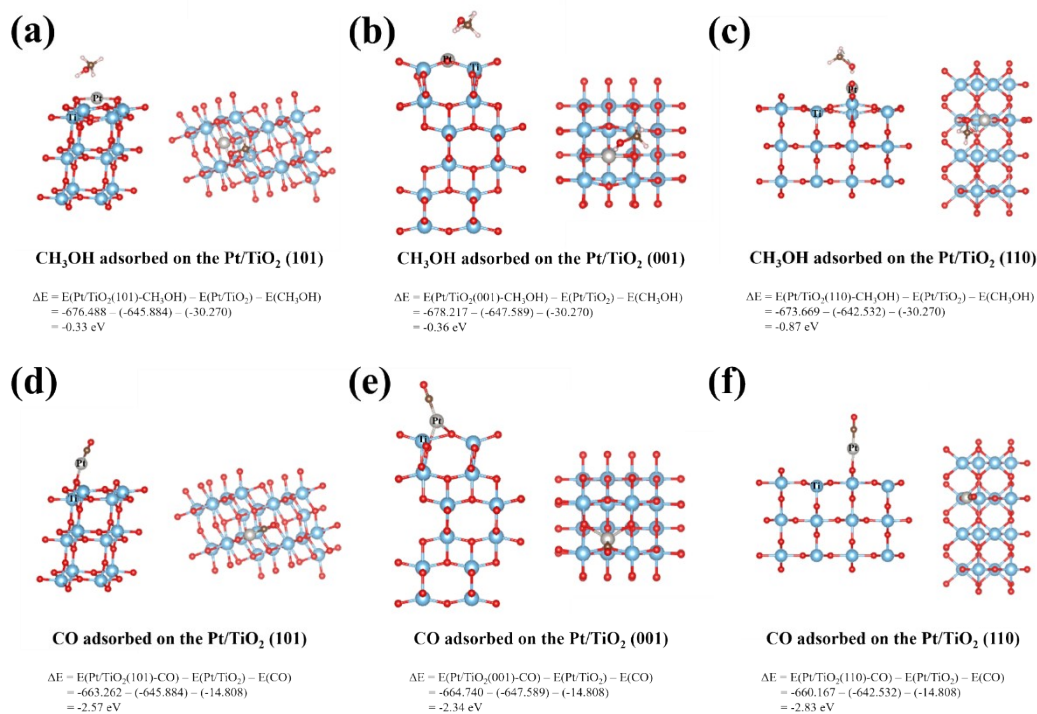 (a)
(b)
(c)
Pt
Ti
Pt
Ti
Pt
Ti
CH₃OH adsorbed on the Pt/TiO₂ (101)
ΔE = E(Pt/TiO₂(101)-CH₃OH) – E(Pt/TiO₂) – E(CH₃OH)
= -676.488 – (-645.884) – (-30.270)
= -0.33 eV
CH₃OH adsorbed on the Pt/TiO₂ (001)
ΔE = E(Pt/TiO₂(001)-CH₃OH) – E(Pt/TiO₂) – E(CH₃OH)
= -678.217 – (-647.589) – (-30.270)
= -0.36 eV
CH₃OH adsorbed on the Pt/TiO₂ (110)
ΔE = E(Pt/TiO₂(110)-CH₃OH) – E(Pt/TiO₂) – E(CH₃OH)
= -673.669 – (-642.532) – (-30.270)
= -0.87 eV
(d)
(e)
(f)
Pt
Ti
Pt
Ti
Pt
Ti
CO adsorbed on the Pt/TiO₂ (101)
ΔE = E(Pt/TiO₂(101)-CO) – E(Pt/TiO₂) – E(CO)
= -663.262 – (-645.884) – (-14.808)
= -2.57 eV
CO adsorbed on the Pt/TiO₂ (001)
ΔE = E(Pt/TiO₂(001)-CO) – E(Pt/TiO₂) – E(CO)
= -664.740 – (-647.589) – (-14.808)
= -2.34 eV
CO adsorbed on the Pt/TiO₂ (110)
ΔE = E(Pt/TiO₂(110)-CO) – E(Pt/TiO₂) – E(CO)
= -660.167 – (-642.532) – (-14.808)
= -2.83 eV